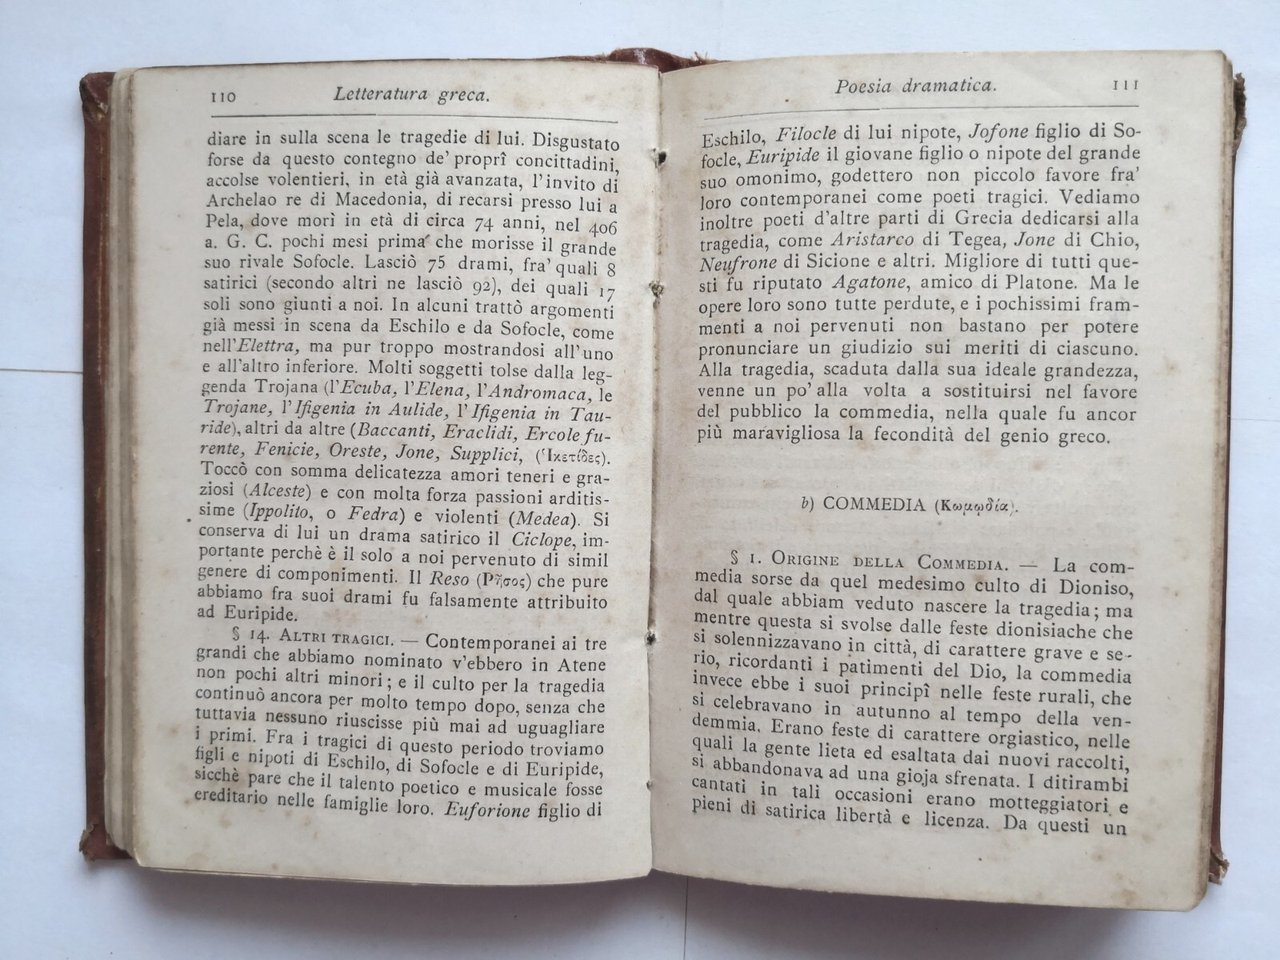 110 Letteratura greca.
diare in sulla scena le tragedie di lui. Disgustato
forse da questo contegno de' proprî concittadini,
accolse volentieri, in età già avanzata, l'invito di
Archelao re di Macedonia, di recarsi presso lui a
Pela, dove morì in età di circa 74 anni, nel 406
a. G. C. pochi mesi prima che morisse il grande
suo rivale Sofocle. Lasciò 75 drami, fra' quali 8
satirici (secondo altri ne lasciò 92), dei quali 17
soli sono giunti a noi. In alcuni trattò argomenti
già messi in scena da Eschilo e da Sofocle, come
nell'Elettra, ma pur troppo mostrandosi all'uno
e all'altro inferiore. Molti soggetti tolse dalla leg-
genda Trojana (l'Ecuba, l'Elena, l'Andromaca, le
Trojane, l'Ifigenia in Aulide, l'Ifigenia in Tau-
ride), altri da altre (Baccanti, Eraclidi, Ercole fu-
rente, Fenicie, Oreste, Jone, Supplici, (Ἱκετίδες).
Toccò con somma delicatezza amori teneri e gra-
ziosi (Alceste) e con molta forza passioni arditis-
sime (Ippolito, o Fedra) e violenti (Medea). Si
conserva di lui un drama satirico il Ciclope, im-
portante perchè è il solo a noi pervenuto di simil
genere di componimenti. Il Reso (Ῥῆσος) che pure
abbiamo fra suoi drami fu falsamente attribuito
ad Euripide.
§ 14. ALTRI TRAGICI. — Contemporanei ai tre
grandi che abbiamo nominato v'ebbero in Atene
non pochi altri minori; e il culto per la tragedia
continuò ancora per molto tempo dopo, senza che
tuttavia nessuno riuscisse più mai ad uguagliare
i primi. Fra i tragici di questo periodo troviamo
figli e nipoti di Eschilo, di Sofocle e di Euripide,
sicchè pare che il talento poetico e musicale fosse
ereditario nelle famiglie loro. Euforione figlio di
Poesia dramatica. 111
Eschilo, Filocle di lui nipote, Jofone figlio di So-
focle, Euripide il giovane figlio o nipote del grande
suo omonimo, godettero non piccolo favore fra'
loro contemporanei come poeti tragici. Vediamo
inoltre poeti d'altre parti di Grecia dedicarsi alla
tragedia, come Aristarco di Tegea, Jone di Chio,
Neufrone di Sicione e altri. Migliore di tutti que-
sti fu riputato Agatone, amico di Platone. Ma le
opere loro sono tutte perdute, e i pochissimi fram-
menti a noi pervenuti non bastano per potere
pronunciare un giudizio sui meriti di ciascuno.
Alla tragedia, scaduta dalla sua ideale grandezza,
venne un po' alla volta a sostituirsi nel favore
del pubblico la commedia, nella quale fu ancor
più maravigliosa la fecondità del genio greco.
b) COMMEDIA (Κωμῳδία).
§ 1. ORIGINE DELLA COMMEDIA. — La com-
media sorse da quel medesimo culto di Dioniso,
dal quale abbiam veduto nascere la tragedia; ma
mentre questa si svolse dalle feste dionisiache che
si solennizzavano in città, di carattere grave e se-
rio, ricordanti i patimenti del Dio, la commedia
invece ebbe i suoi principî nelle feste rurali, che
si celebravano in autunno al tempo della ven-
demmia. Erano feste di carattere orgiastico, nelle
quali la gente lieta ed esaltata dai nuovi raccolti,
si abbandonava ad una gioja sfrenata. I ditirambi
cantati in tali occasioni erano motteggiatori e
pieni di satirica libertà e licenza. Da questi un